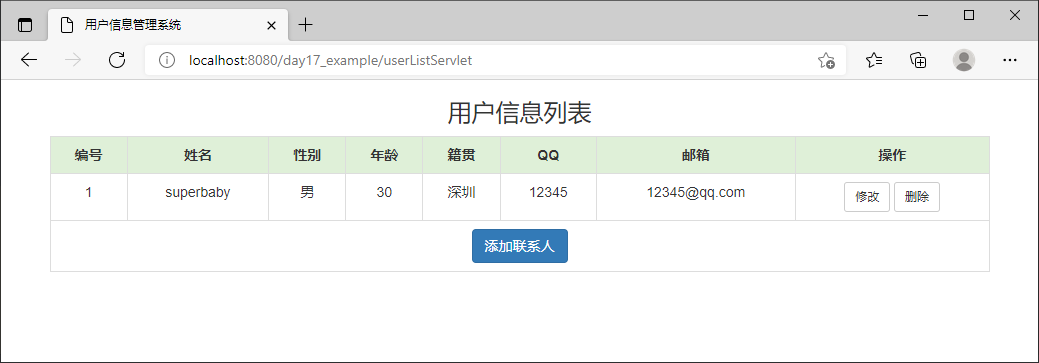 用户信息管理系统
localhost:8080/day17_example/userListServlet
用户信息列表
编号 姓名 性别 年龄 籍贯 QQ 邮箱 操作
1 superbaby 男 30 深圳 12345 12345@qq.com 修改 删除
添加联系人